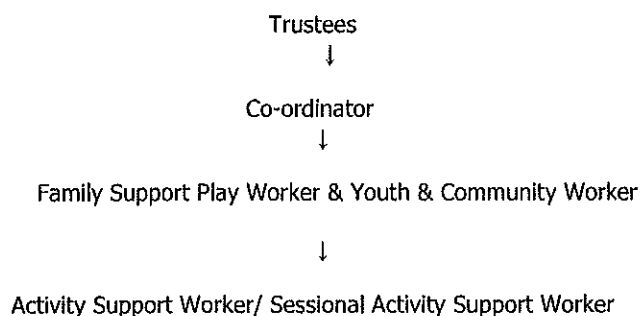 Trustees
↓
Co-ordinator
↓
Family Support Play Worker & Youth & Community Worker
↓
Activity Support Worker/ Sessional Activity Support Worker